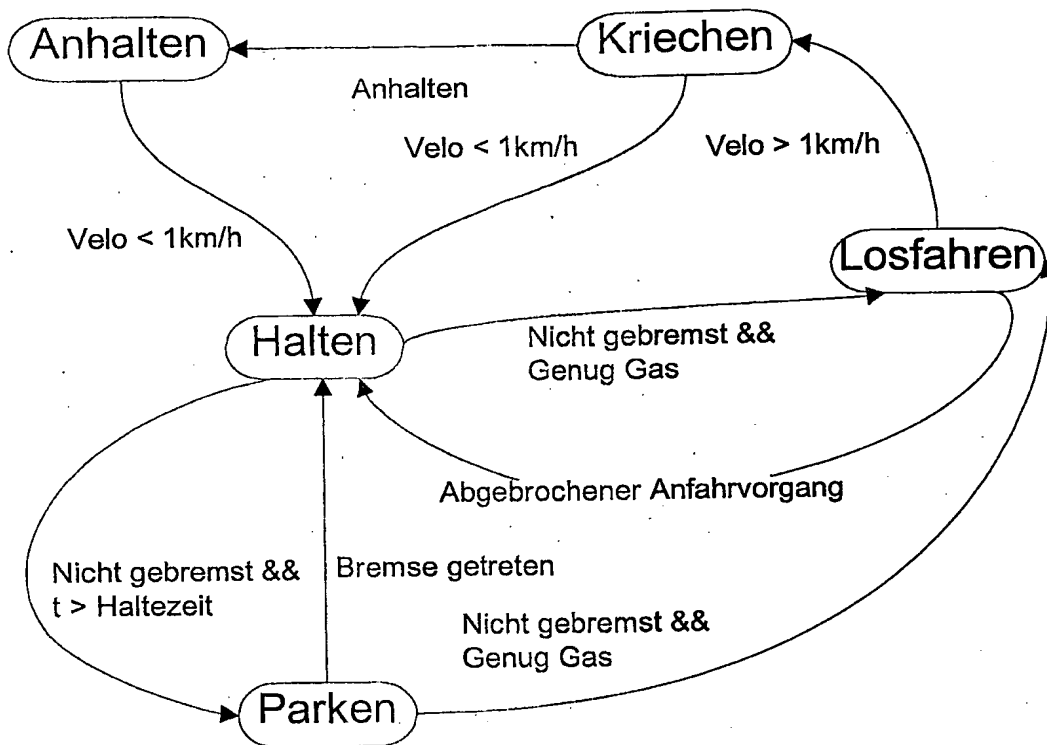 Anhalten
Kriechen
Anhalten
Velo < 1km/h
Velo > 1km/h
Velo < 1km/h
Losfahren
Halten
Nicht gebremst &&
Genug Gas
Abgebrochener Anfahrvorgang
Nicht gebremst &&
t > Haltezeit
Bremse getreten
Nicht gebremst &&
Genug Gas
Parken